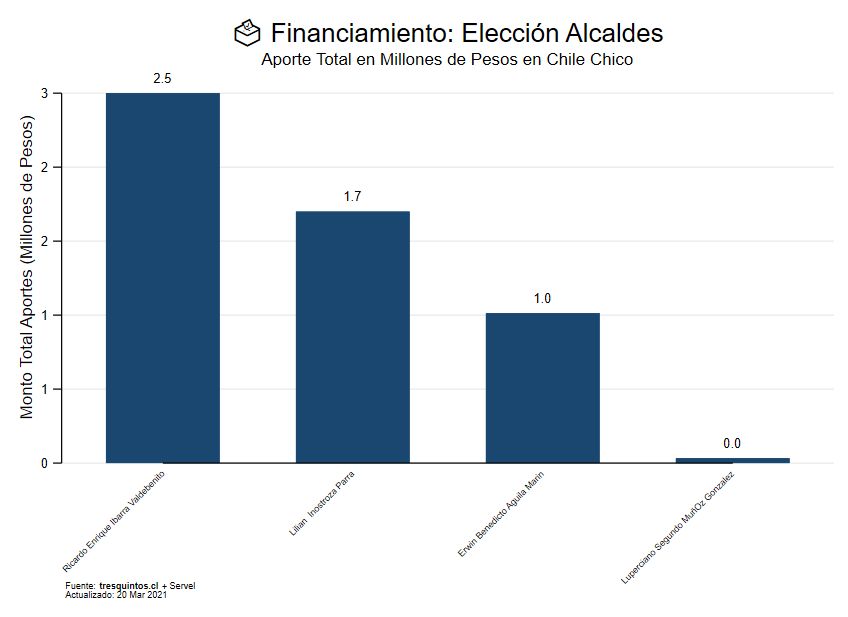 Financiamiento: Elección Alcaldes
Aporte Total en Millones de Pesos en Chile Chico
Monto Total Aportes (Millones de Pesos)
3
2
2
1
1
0
2.5
1.7
1.0
0.0
Ricardo Enrique Ibarra Valdebenito
Lilian Inostroza Parra
Erwin Benedicto Aguila Marin
Luperciano Segundo MuñOz Gonzalez
Fuente: tresquintos.cl + Servel
Actualizado: 20 Mar 2021